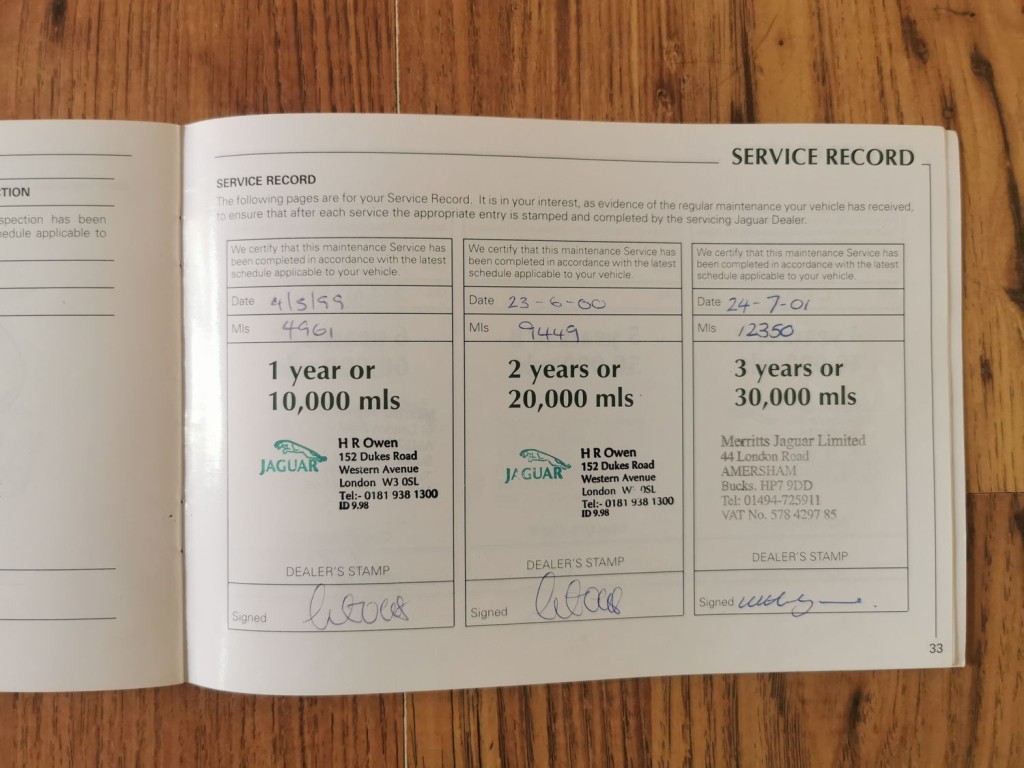 TION
spection has been
edule applicable to
SERVICE RECORD
SERVICE RECORD
The following pages are for your Service Record. It is in your interest, as evidence of the regular maintenance your vehicle has received,
to ensure that after each service the appropriate entry is stamped and completed by the servicing Jaguar Dealer.
We certify that this maintenance Service has
been completed in accordance with the latest
schedule applicable to your vehicle.
Date 4/5/99
Mls 4961
1 year or
10,000 mls
JAGUAR
H R Owen
152 Dukes Road
Western Avenue
London W3 0SL
Tel:- 0181 938 1300
ID 9.98
DEALER'S STAMP
Signed
We certify that this maintenance Service has
been completed in accordance with the latest
schedule applicable to your vehicle.
Date 23-6-00
Mls 9449
2 years or
20,000 mls
JAGUAR
H R Owen
152 Dukes Road
Western Avenue
London W 0SL
Tel:- 0181 938 1300
ID 9.98
DEALER'S STAMP
Signed
We certify that this maintenance Service has
been completed in accordance with the latest
schedule applicable to your vehicle.
Date 24-7-01
Mls 12350
3 years or
30,000 mls
Merritts Jaguar Limited
44 London Road
AMERSHAM
Bucks. HP7 9DD
Tel: 01494-725911
VAT No. 578 4297 85
DEALER'S STAMP
Signed
33